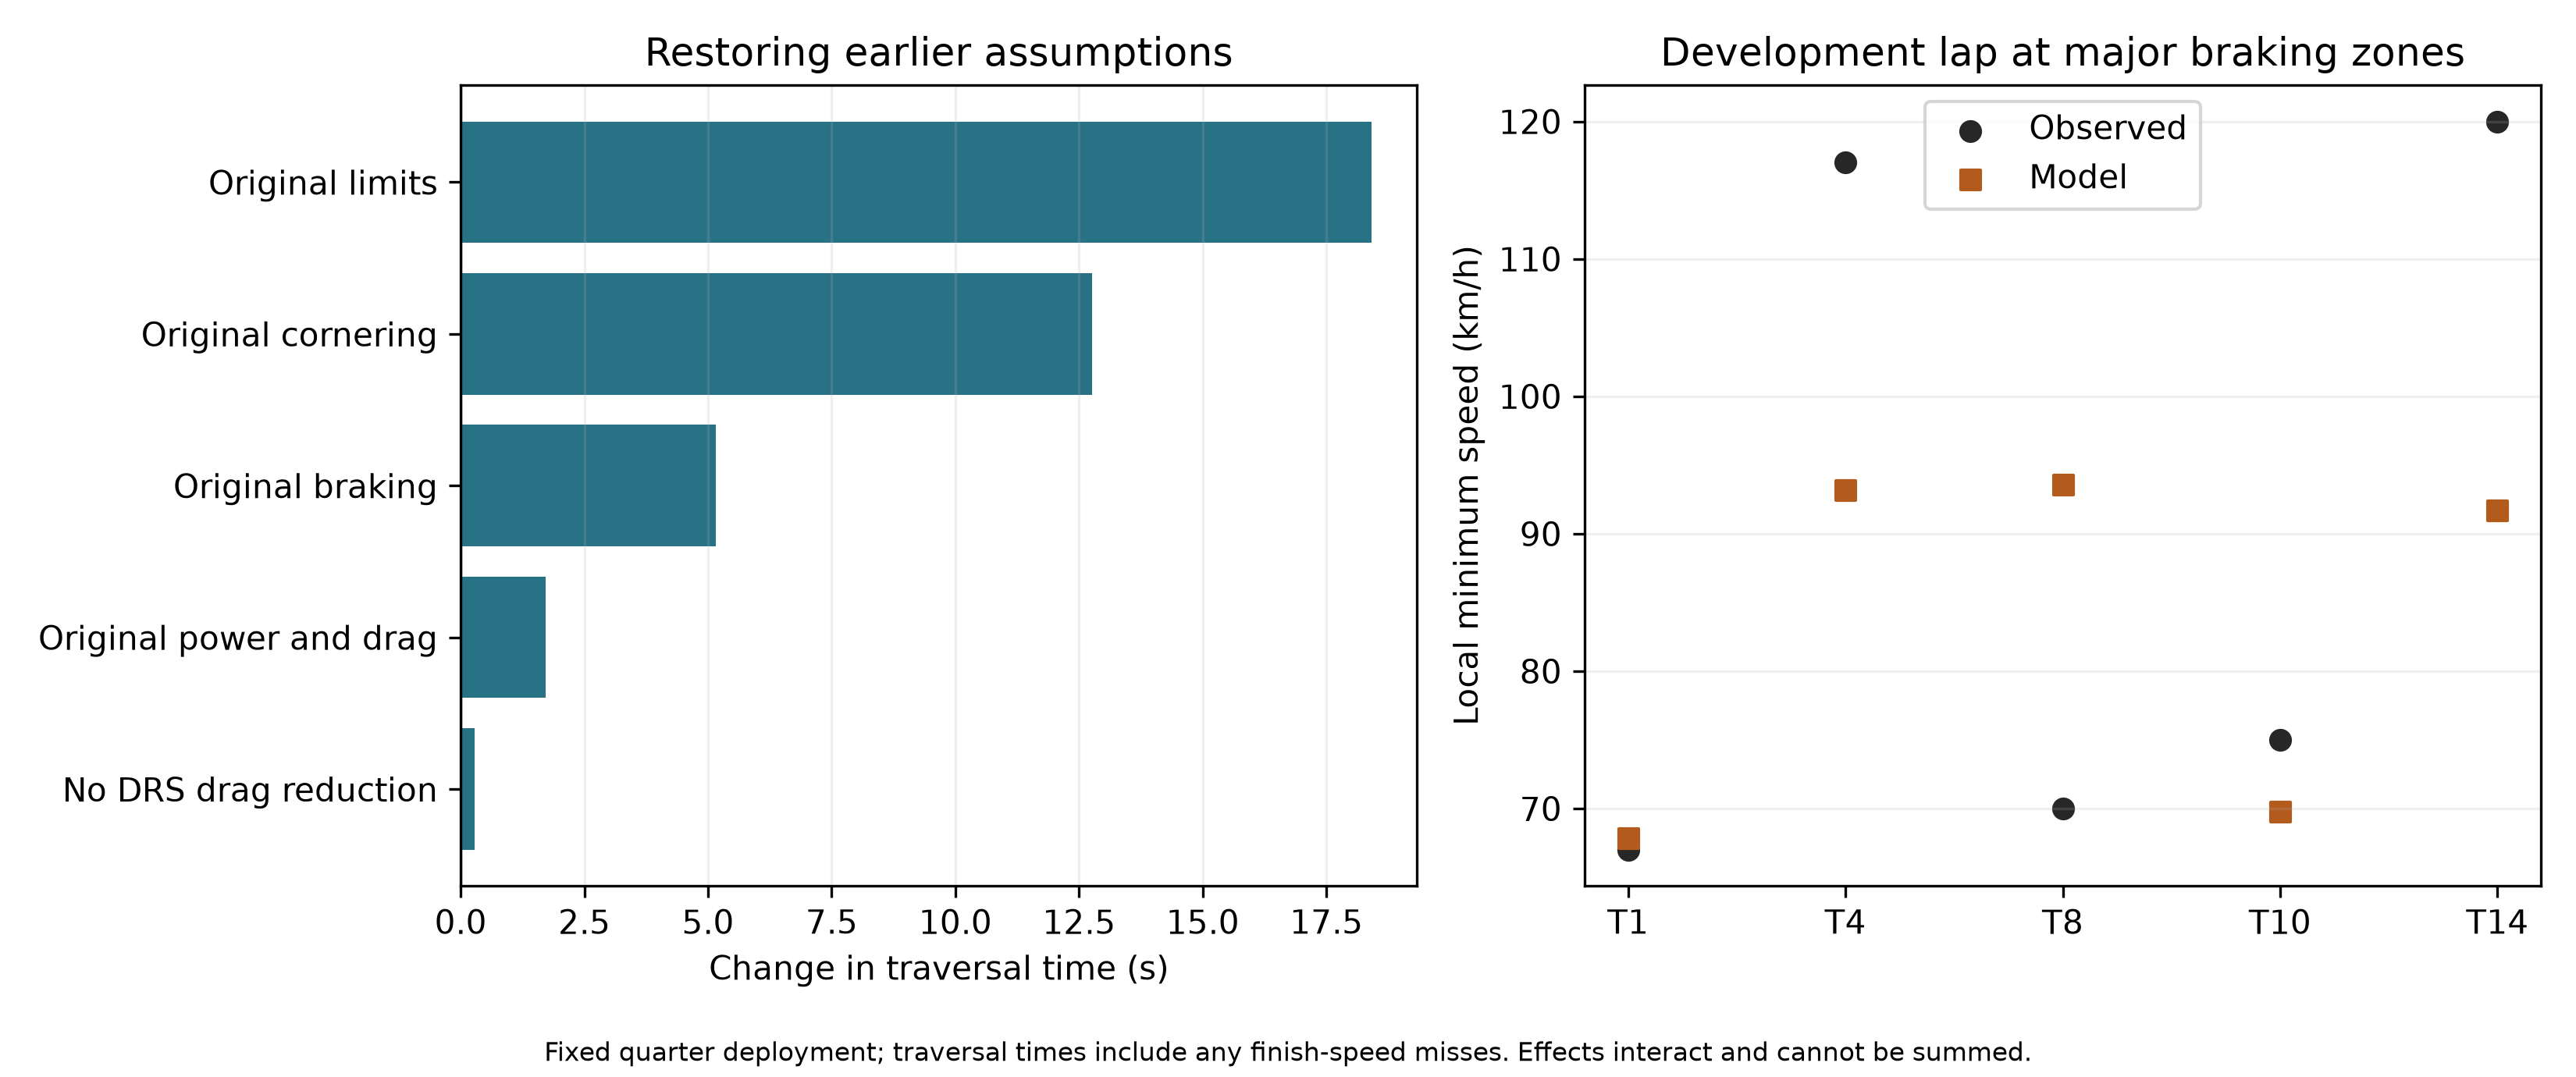 Restoring earlier assumptions
Original limits
Original cornering
Original braking
Original power and drag
No DRS drag reduction
0.0 2.5 5.0 7.5 10.0 12.5 15.0 17.5
Change in traversal time (s)
Development lap at major braking zones
Observed
Model
Local minimum speed (km/h)
120
110
100
90
80
70
T1 T4 T8 T10 T14
Fixed quarter deployment; traversal times include any finish-speed misses. Effects interact and cannot be summed.